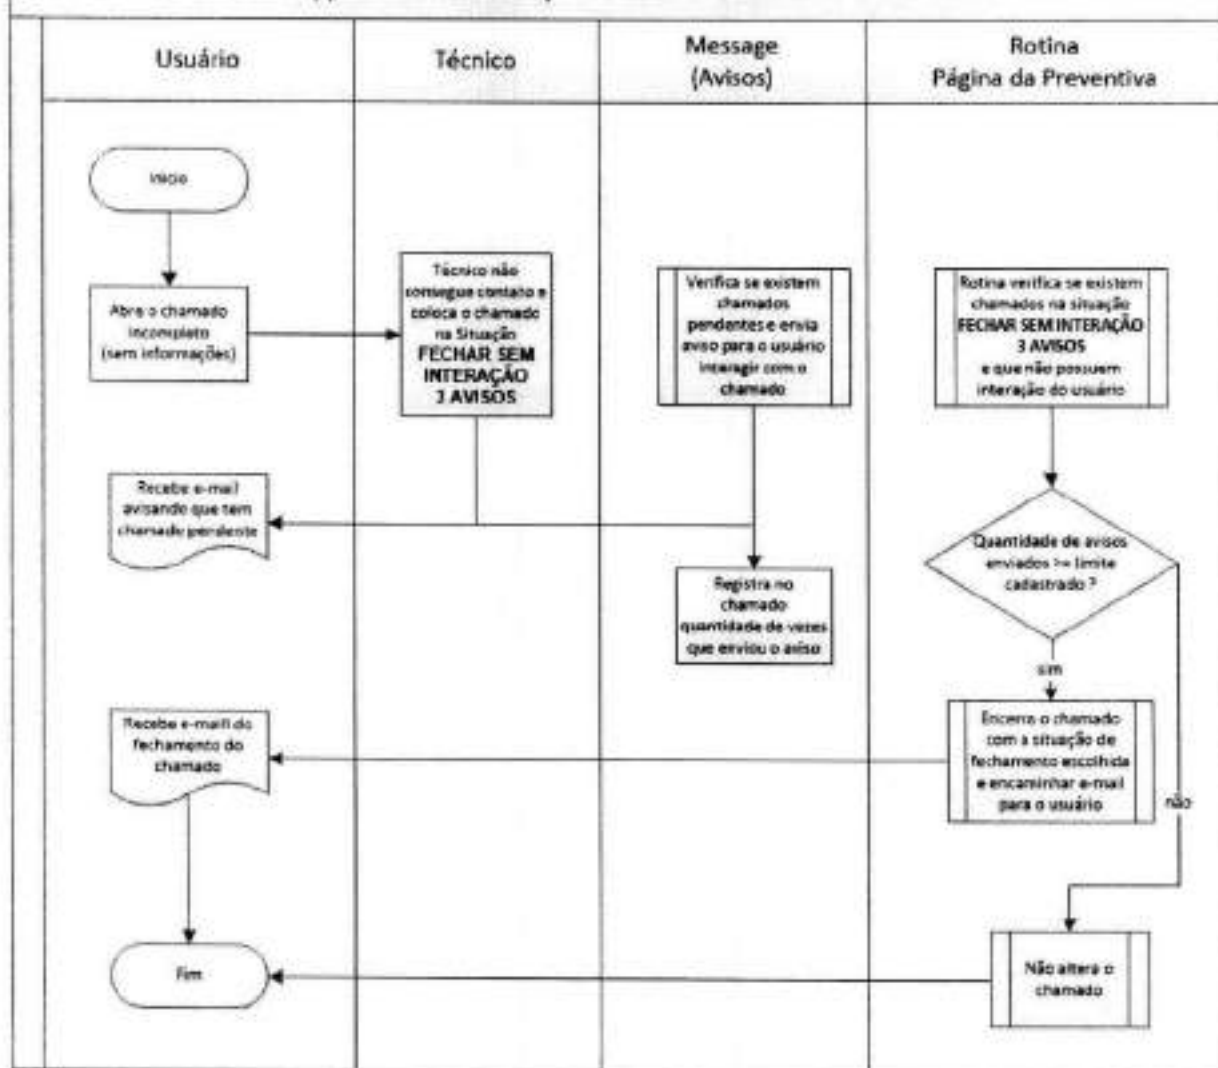 Usuário
Técnico
Message
(Avisos)
Rotina
Página da Preventiva
Início
Abre o chamado
incompleto
(sem informações)
Técnico não
consegue contato e
coloca o chamado
na Situação
FECHAR SEM
INTERAÇÃO
3 AVISOS
Verifica se existem
chamados
pendentes e envia
aviso para o usuário
interagir com o
chamado
Rotina verifica se existem
chamados na situação
FECHAR SEM INTERAÇÃO
3 AVISOS
e que não possuem
interação do usuário
Recebe e-mail
avisando que tem
chamado pendente
Registra no
chamado
quantidade de vezes
que enviou o aviso
Quantidade de avisos
enviados >= limite
cadastrado ?
sim
não
Recebe e-mail do
fechamento do
chamado
Encerra o chamado
com a situação de
fechamento escolhida
e encaminhar e-mail
para o usuário
Fim
Não altera o
chamado